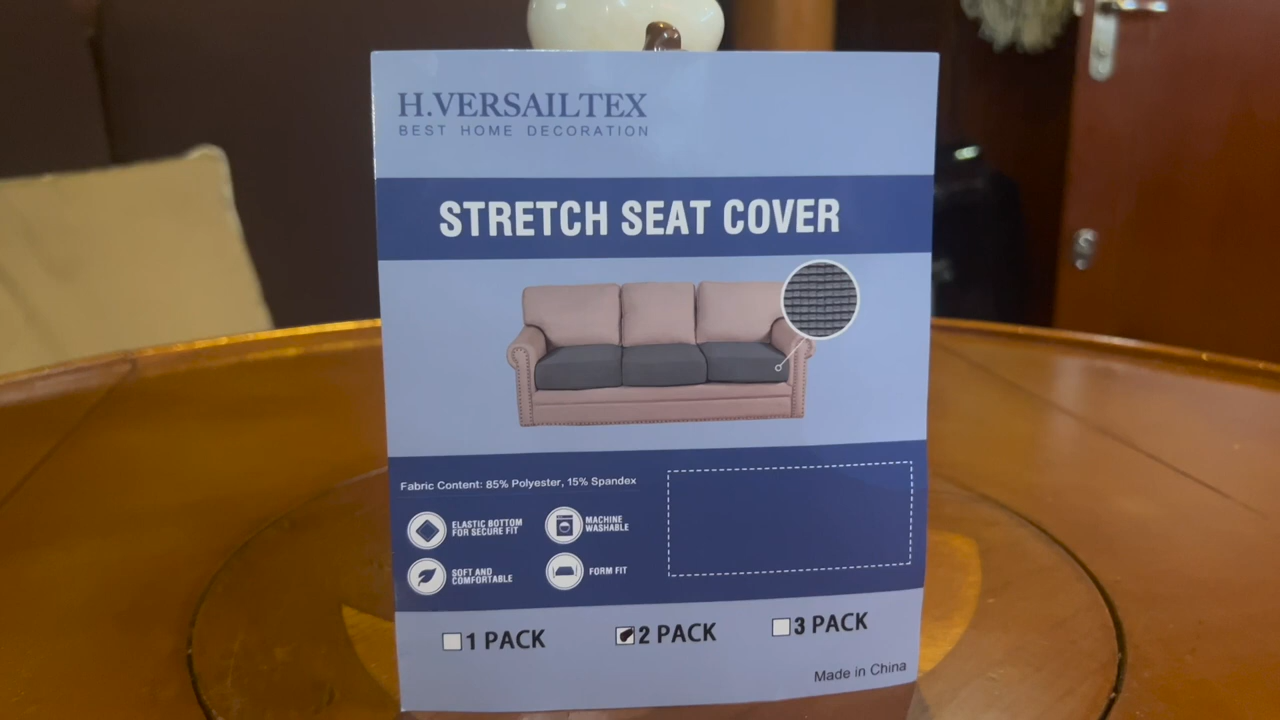 H.VERSAILTEX
BEST HOME DECORATION
STRETCH SEAT COVER
Fabric Content: 85% Polyester, 15% Spandex
ELASTIC BOTTOM
FOR SECURE FIT
MACHINE
WASHABLE
SOFT AND
COMFORTABLE
FORM FIT
1 PACK
2 PACK
3 PACK
Made in China